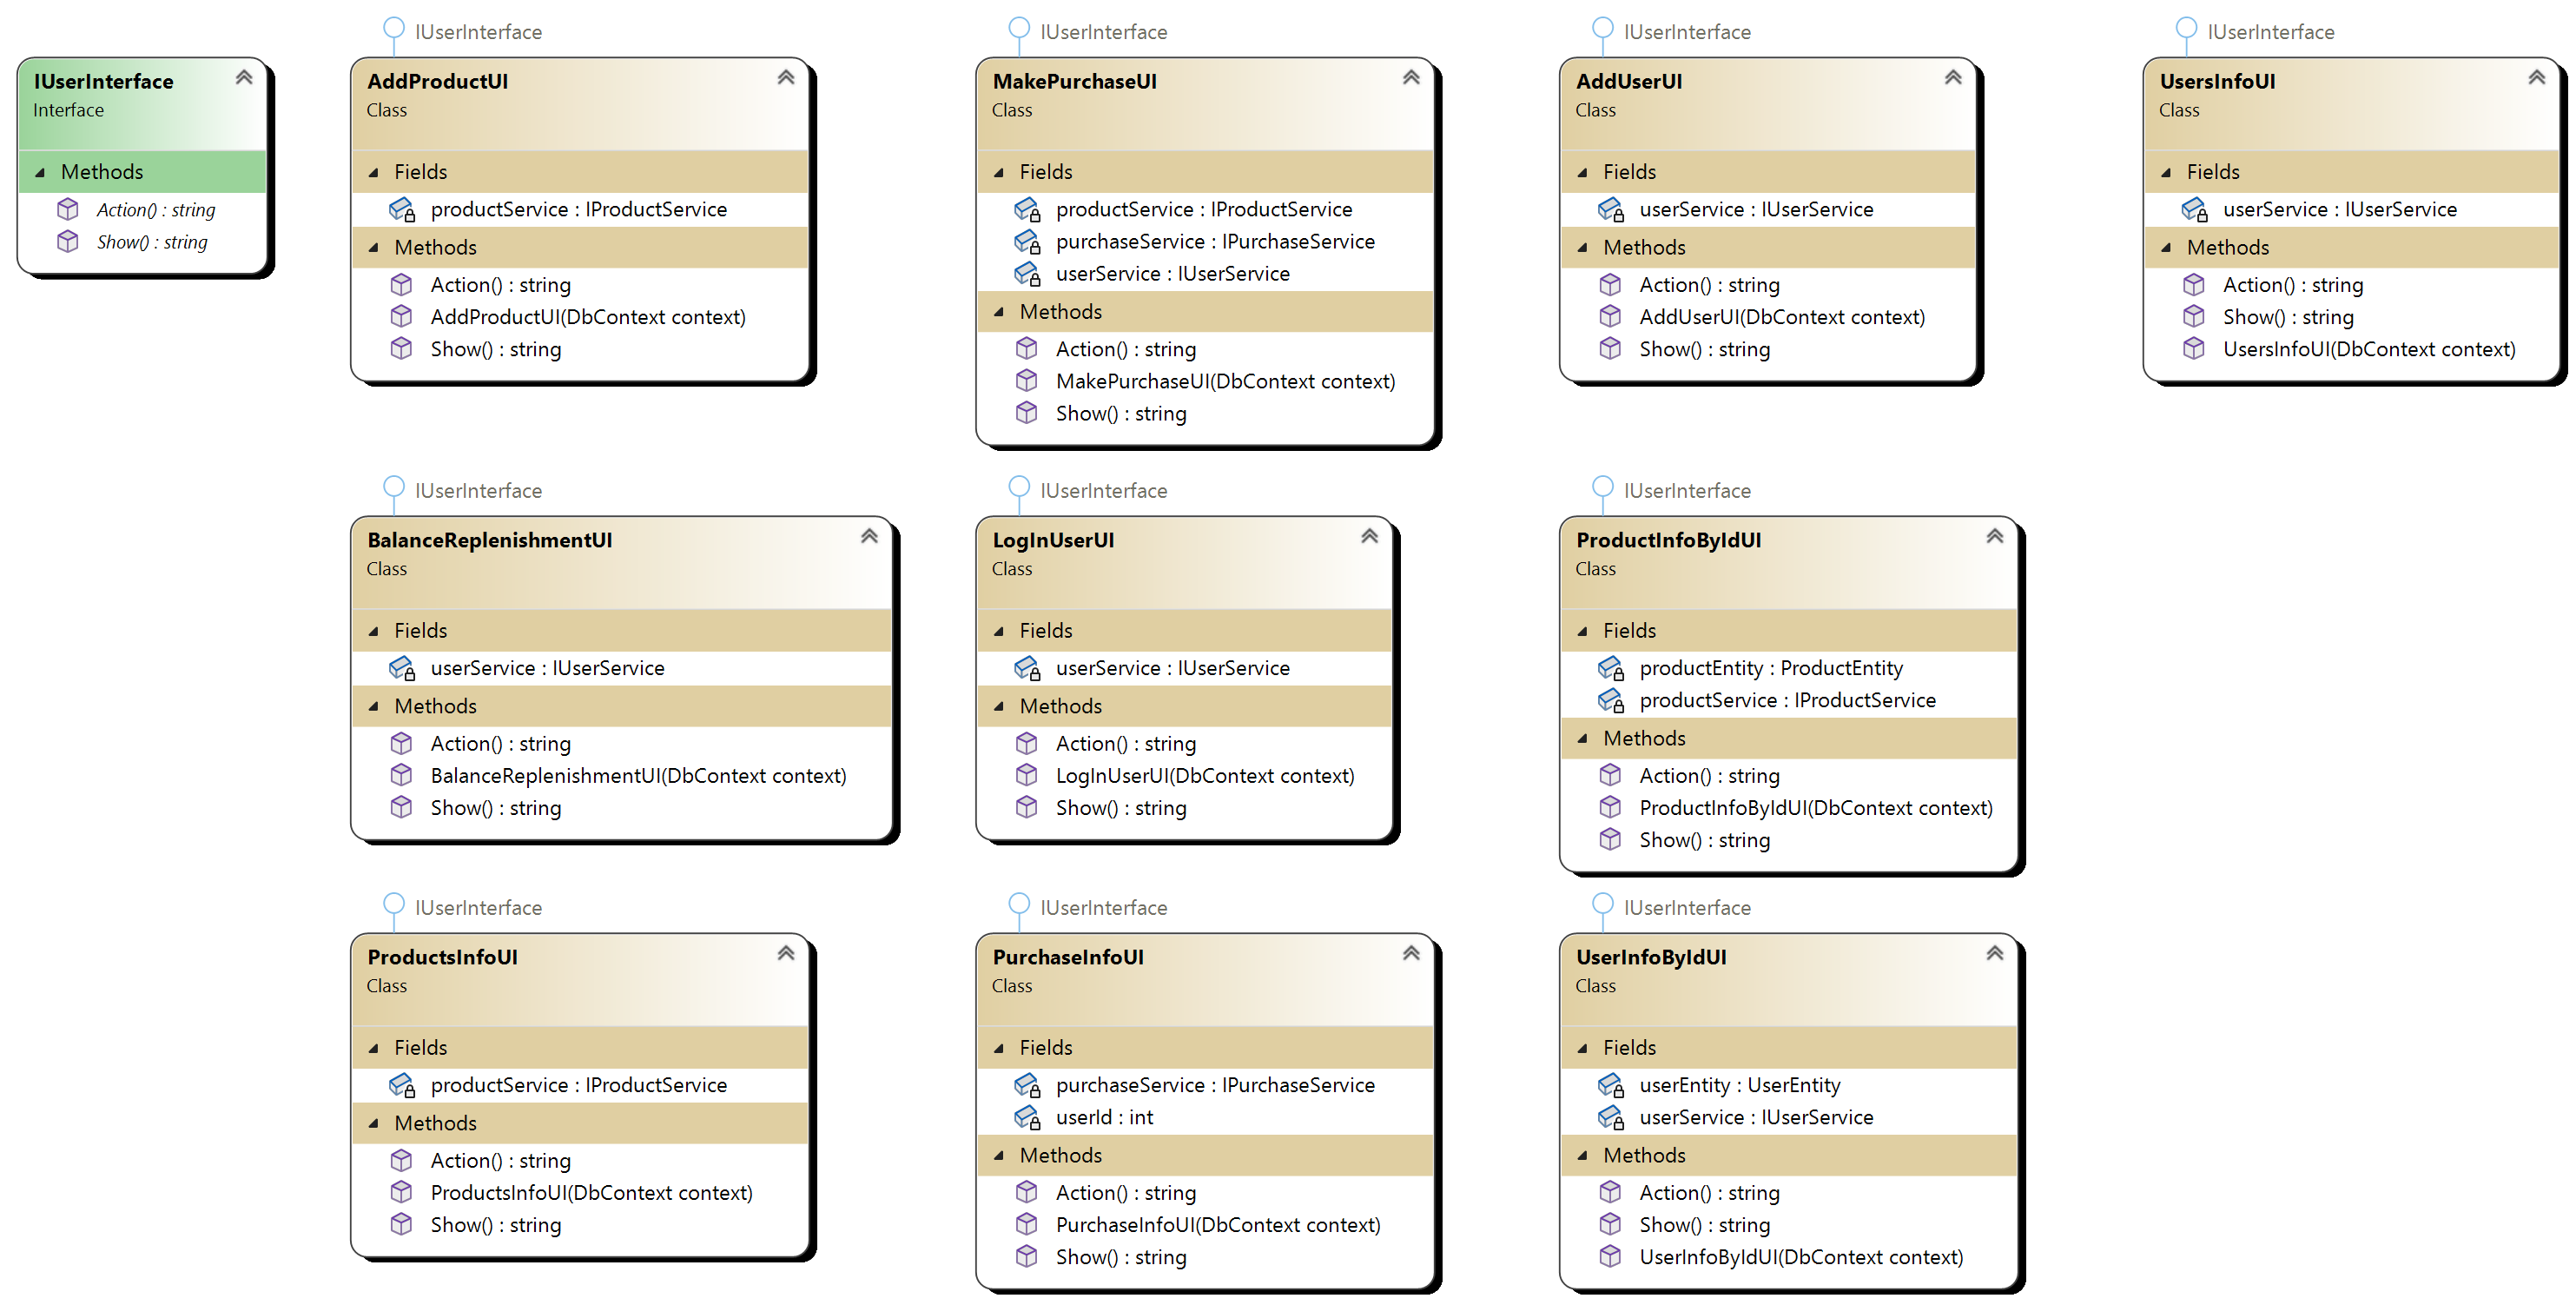 IUserInterface
Interface
Methods
Action() : string
Show() : string
IUserInterface
AddProductUI
Class
Fields
productService : IProductService
Methods
Action() : string
AddProductUI(DbContext context)
Show() : string
IUserInterface
MakePurchaseUI
Class
Fields
productService : IProductService
purchaseService : IPurchaseService
userService : IUserService
Methods
Action() : string
MakePurchaseUI(DbContext context)
Show() : string
IUserInterface
AddUserUI
Class
Fields
userService : IUserService
Methods
Action() : string
AddUserUI(DbContext context)
Show() : string
IUserInterface
UsersInfoUI
Class
Fields
userService : IUserService
Methods
Action() : string
Show() : string
UsersInfoUI(DbContext context)
IUserInterface
BalanceReplenishmentUI
Class
Fields
userService : IUserService
Methods
Action() : string
BalanceReplenishmentUI(DbContext context)
Show() : string
IUserInterface
LogInUserUI
Class
Fields
userService : IUserService
Methods
Action() : string
LogInUserUI(DbContext context)
Show() : string
IUserInterface
ProductInfoByIdUI
Class
Fields
productEntity : ProductEntity
productService : IProductService
Methods
Action() : string
ProductInfoByIdUI(DbContext context)
Show() : string
IUserInterface
ProductsInfoUI
Class
Fields
productService : IProductService
Methods
Action() : string
ProductsInfoUI(DbContext context)
Show() : string
IUserInterface
PurchaseInfoUI
Class
Fields
purchaseService : IPurchaseService
userId : int
Methods
Action() : string
PurchaseInfoUI(DbContext context)
Show() : string
IUserInterface
UserInfoByIdUI
Class
Fields
userEntity : UserEntity
userService : IUserService
Methods
Action() : string
Show() : string
UserInfoByIdUI(DbContext context)